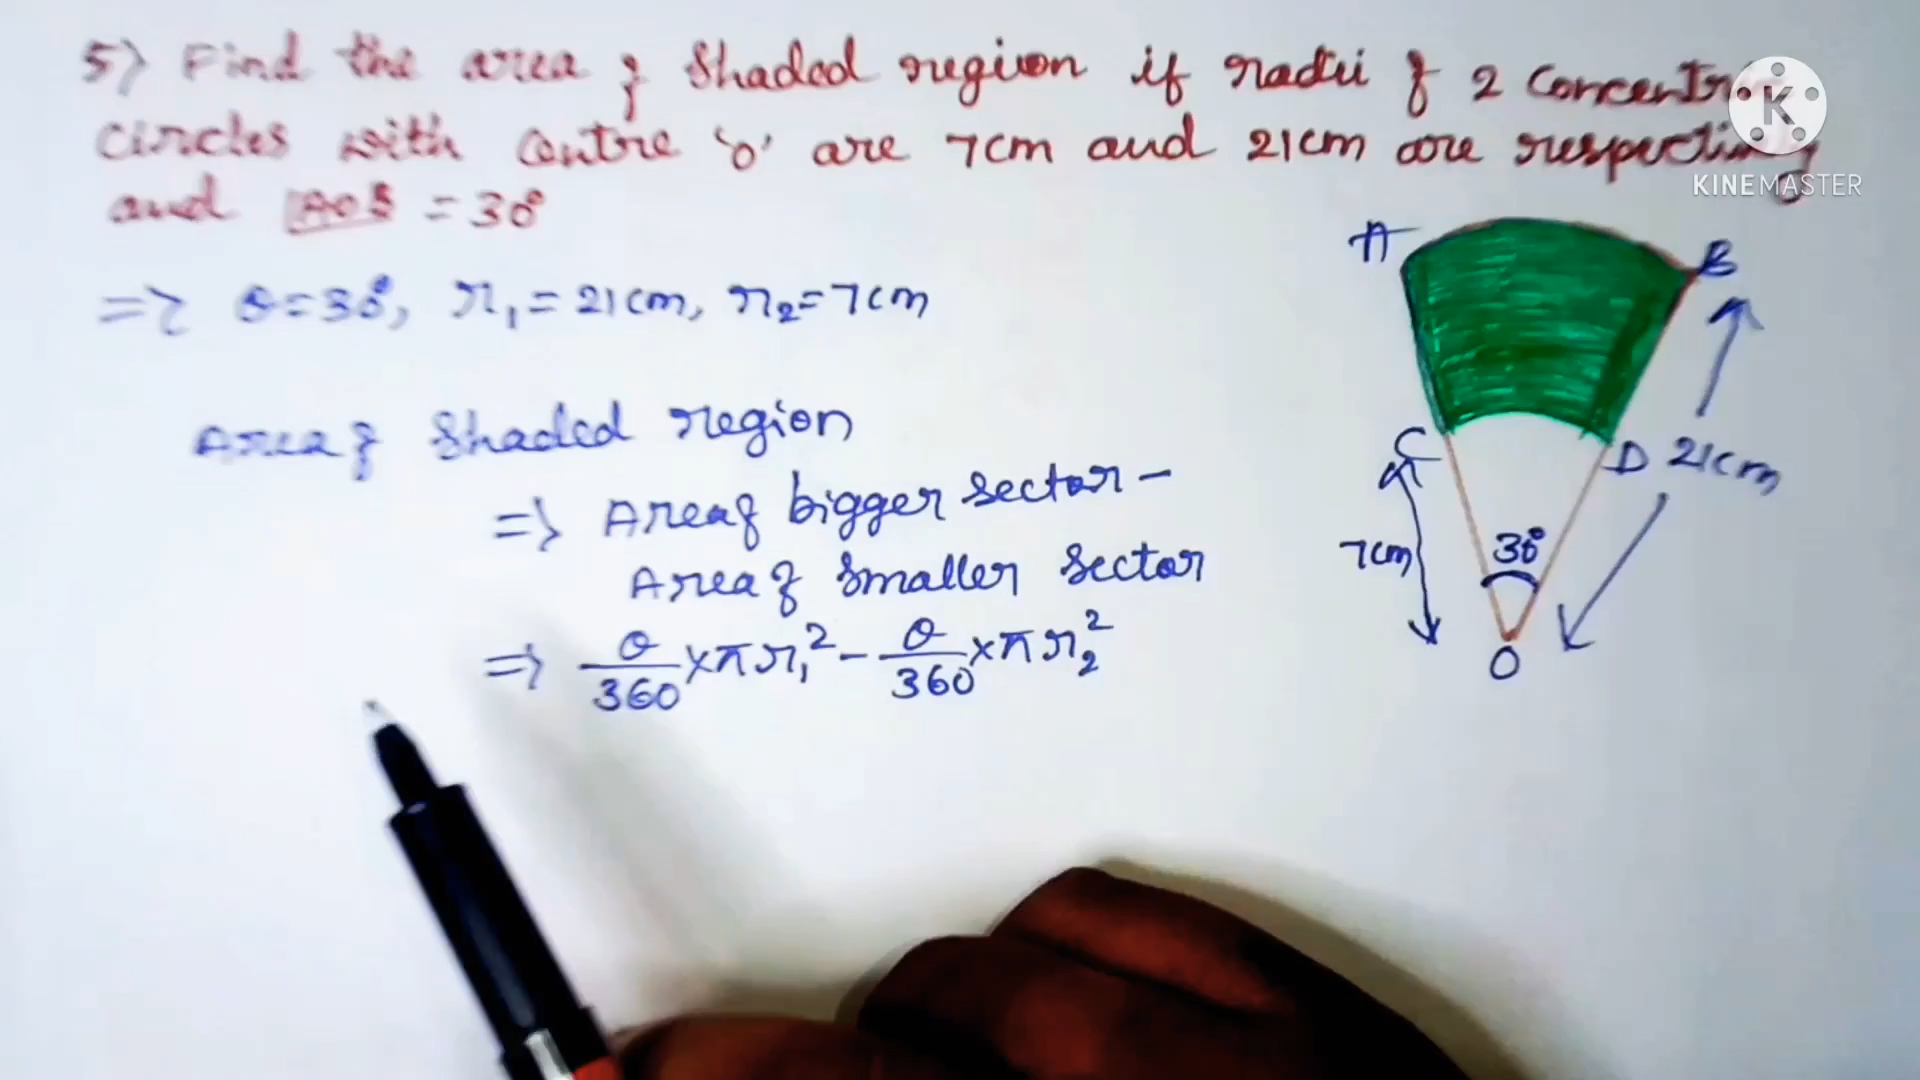 5) Find the area of Shaded region if radii of 2 Concentric
circles with centre 'o' are 7cm and 21cm are respectively
and ∠AOB = 30°
=> θ=30°, r₁=21cm, r₂=7cm
Area of Shaded region
=> Area of bigger sector -
Area of smaller sector
=> θ/360 × πr₁² - θ/360 × πr₂²
A
B
C
D
21cm
7cm
30°
O
K
KINEMASTER